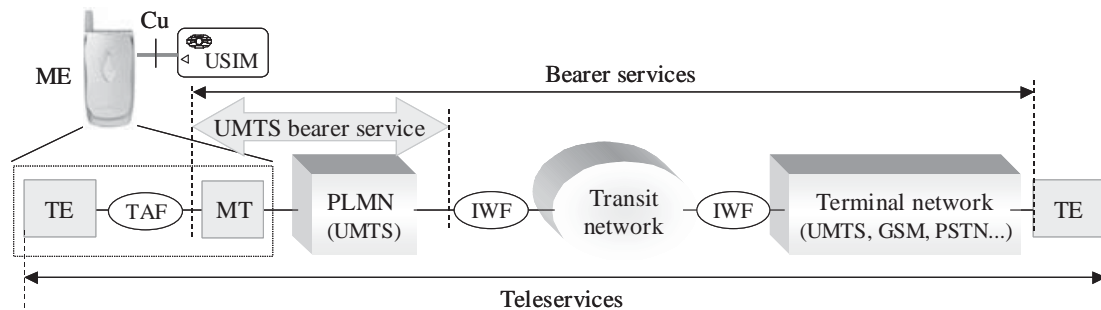 Cu
USIM
ME
Bearer services
UMTS bearer service
TE
TAF
MT
PLMN
(UMTS)
IWF
Transit
network
IWF
Terminal network
(UMTS, GSM, PSTN...)
TE
Teleservices